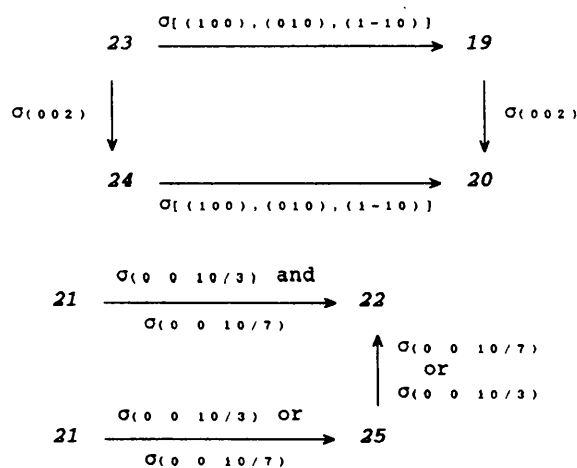 σ[(100),(010),(1-10)]
23 19
σ(002) σ(002)
24 20
σ[(100),(010),(1-10)]
σ(0 0 10/3) and
21 22
σ(0 0 10/7)
σ(0 0 10/7)
or
σ(0 0 10/3)
σ(0 0 10/3) or
21 25
σ(0 0 10/7)